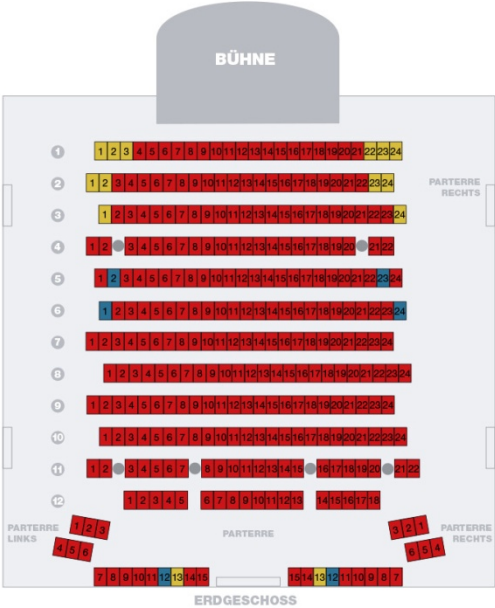 BÜHNE
1 1 2 3 4 5 6 7 8 9 10 11 12 13 14 15 16 17 18 19 20 21 22 23 24
2 1 2 3 4 5 6 7 8 9 10 11 12 13 14 15 16 17 18 19 20 21 22 23 24
PARTERRE
RECHTS
3 1 2 3 4 5 6 7 8 9 10 11 12 13 14 15 16 17 18 19 20 21 22 23 24
4 1 2 3 4 5 6 7 8 9 10 11 12 13 14 15 16 17 18 19 20 21 22
5 1 2 3 4 5 6 7 8 9 10 11 12 13 14 15 16 17 18 19 20 21 22 23 24
6 1 2 3 4 5 6 7 8 9 10 11 12 13 14 15 16 17 18 19 20 21 22 23 24
7 1 2 3 4 5 6 7 8 9 10 11 12 13 14 15 16 17 18 19 20 21 22 23 24
8 1 2 3 4 5 6 7 8 9 10 11 12 13 14 15 16 17 18 19 20 21 22 23 24
9 1 2 3 4 5 6 7 8 9 10 11 12 13 14 15 16 17 18 19 20 21 22 23 24
10 1 2 3 4 5 6 7 8 9 10 11 12 13 14 15 16 17 18 19 20 21 22 23 24
11 1 2 3 4 5 6 7 8 9 10 11 12 13 14 15 16 17 18 19 20 21 22
12 1 2 3 4 5 6 7 8 9 10 11 12 13 14 15 16 17 18
PARTERRE
LINKS
1 2 3
4 5 6
PARTERRE
3 2 1
6 5 4
PARTERRE
RECHTS
7 8 9 10 11 12 13 14 15 15 14 13 12 11 10 9 8 7
ERDGESCHOSS